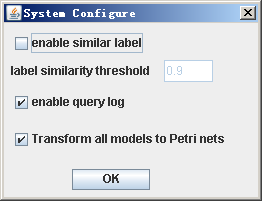 System Configure
enable similar label
label similarity threshold 0.9
enable query log
Transform all models to Petri nets
OK